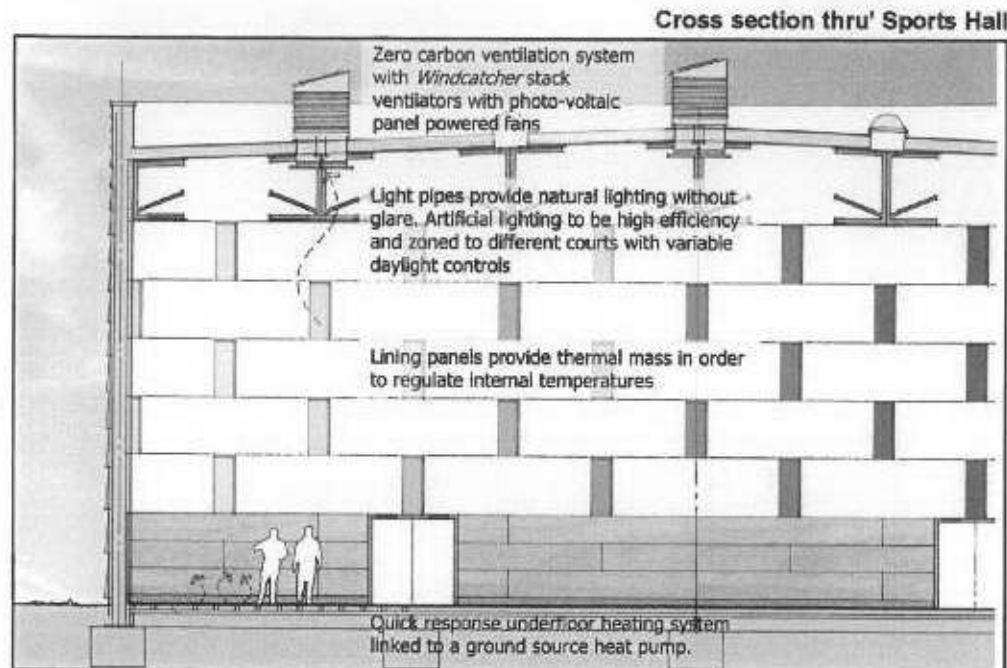 Cross section thru' Sports Hall
Zero carbon ventilation system
with Windcatcher stack
ventilators with photo-voltaic
panel powered fans
Light pipes provide natural lighting without
glare. Artificial lighting to be high efficiency
and zoned to different courts with variable
daylight controls
Lining panels provide thermal mass in order
to regulate internal temperatures
Quick response underfloor heating system
linked to a ground source heat pump.